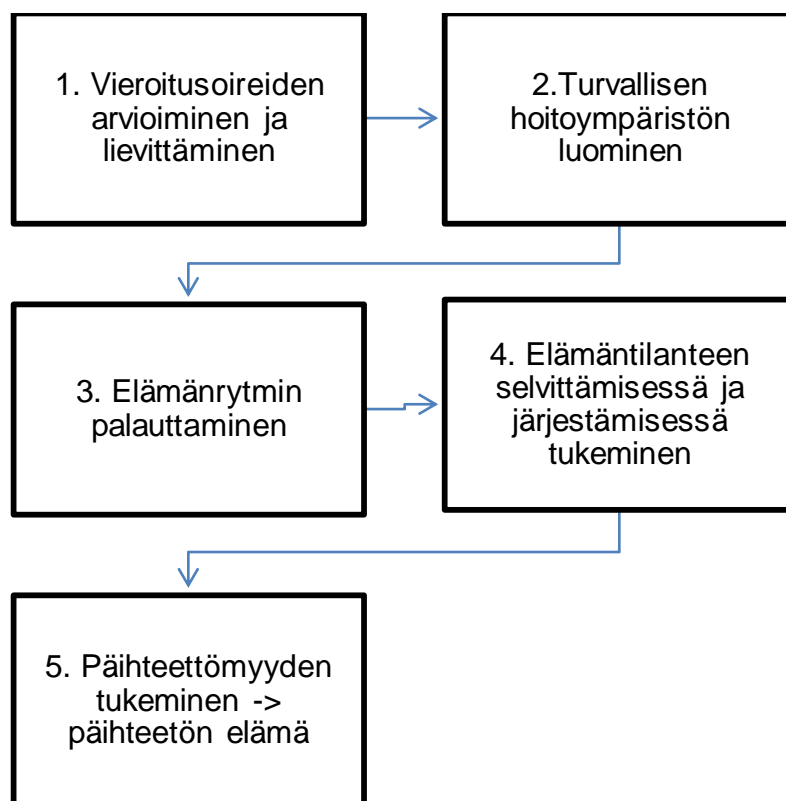 1. Vieroitusoireiden
arvioiminen ja
lievittäminen
2.Turvallisen
hoitoympäristön
luominen
3. Elämänrytmin
palauttaminen
4. Elämäntilanteen
selvittämisessä ja
järjestämisessä
tukeminen
5. Päihteettömyyden
tukeminen ->
päihteetön elämä